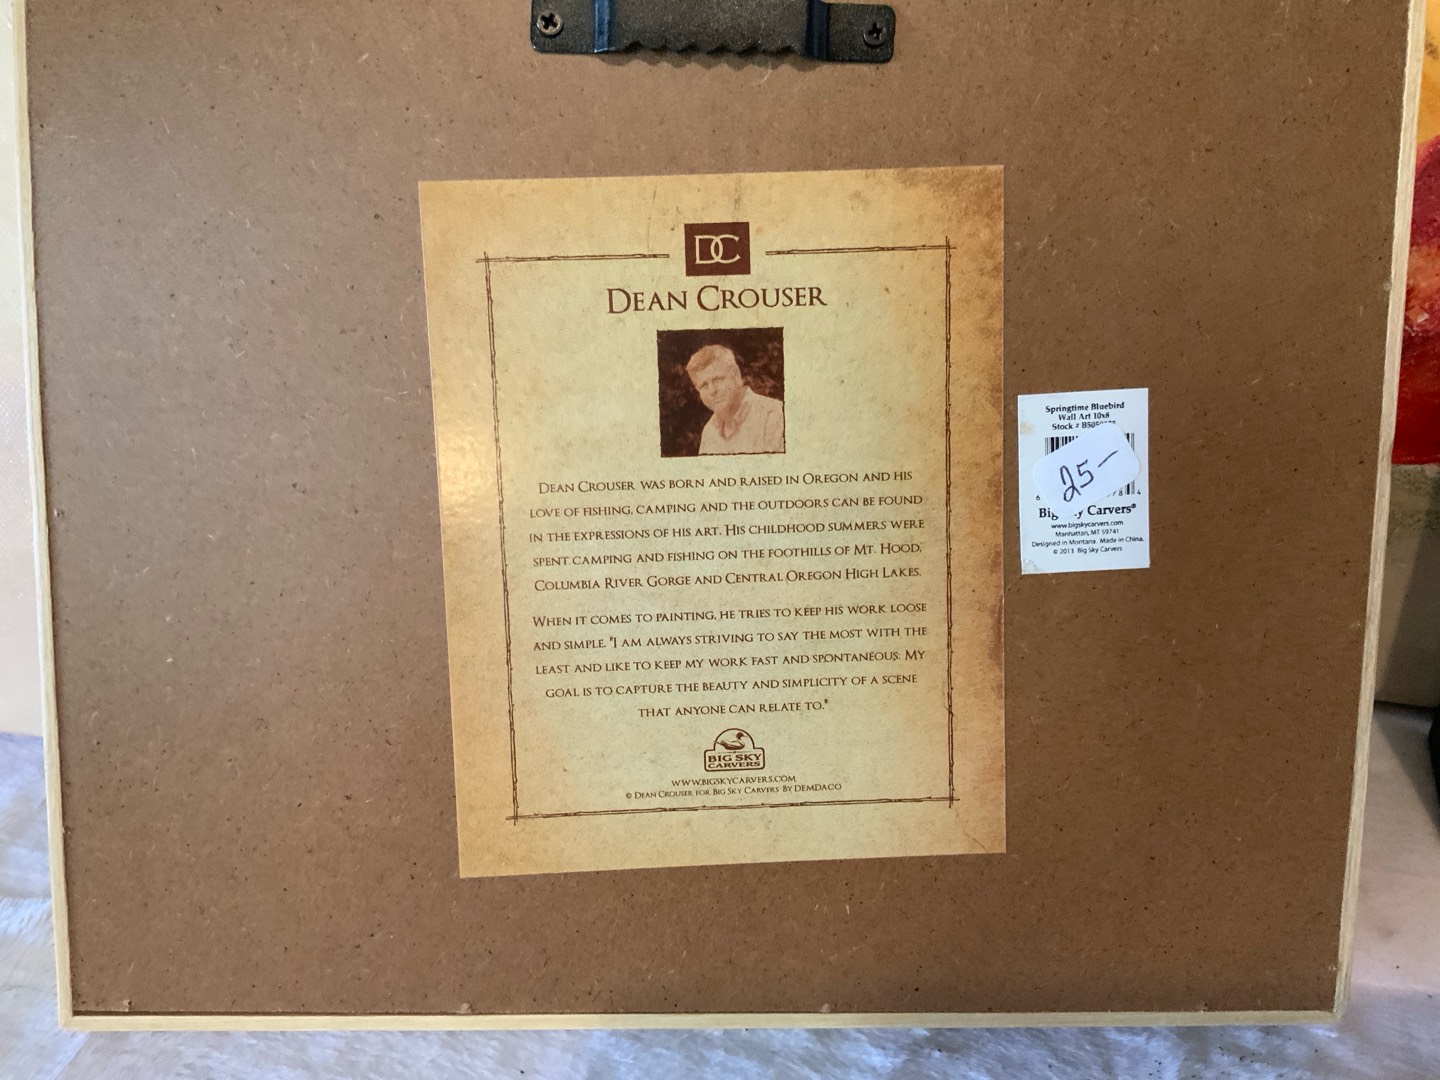 DC
DEAN CROUSER
DEAN CROUSER WAS BORN AND RAISED IN OREGON AND HIS
LOVE OF FISHING, CAMPING AND THE OUTDOORS CAN BE FOUND
IN THE EXPRESSIONS OF HIS ART. HIS CHILDHOOD SUMMERS WERE
SPENT CAMPING AND FISHING ON THE FOOTHILLS OF MT. HOOD,
COLUMBIA RIVER GORGE AND CENTRAL OREGON HIGH LAKES.
WHEN IT COMES TO PAINTING, HE TRIES TO KEEP HIS WORK LOOSE
AND SIMPLE. "I AM ALWAYS STRIVING TO SAY THE MOST WITH THE
LEAST AND LIKE TO KEEP MY WORK FAST AND SPONTANEOUS. MY
GOAL IS TO CAPTURE THE BEAUTY AND SIMPLICITY OF A SCENE
THAT ANYONE CAN RELATE TO."
BIG SKY
CARVERS
WWW.BIGSKYCARVERS.COM
© DEAN CROUSER FOR BIG SKY CARVERS BY DEMDACO
Springtime Bluebird
Wall Art 10x8
Stock #
25-
Big Sky Carvers®
www.bigskycarvers.com
Manhattan, MT 59741
Designed in Montana. Made in China.
© 2013 Big Sky Carvers